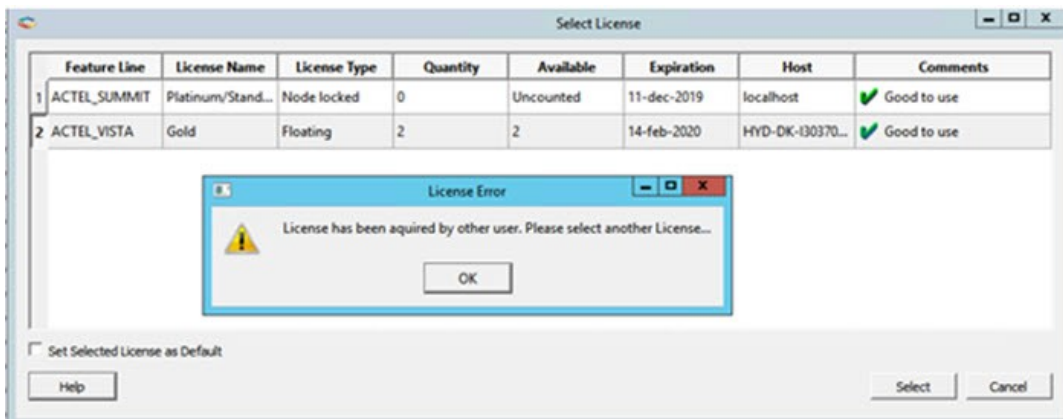 Select License
Feature Line License Name License Type Quantity Available Expiration Host Comments
1 ACTEL_SUMMIT Platinum/Stand... Node locked 0 Uncounted 11-dec-2019 localhost Good to use
2 ACTEL_VISTA Gold Floating 2 2 14-feb-2020 HYD-DK-I30370... Good to use
License Error
License has been aquired by other user. Please select another License...
OK
Set Selected License as Default
Help Select Cancel